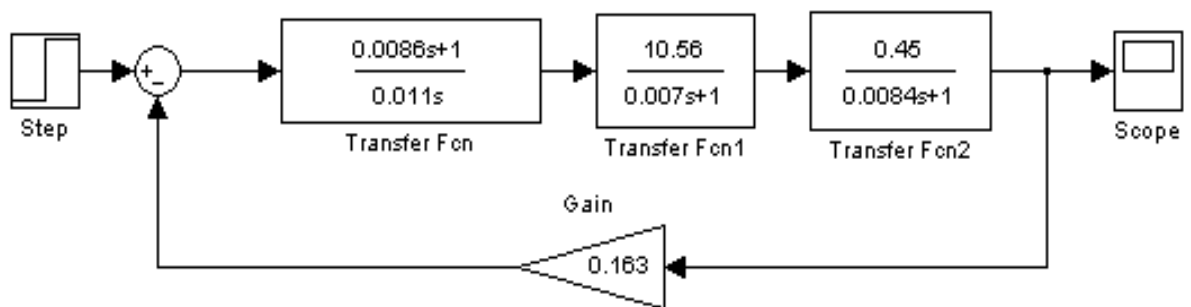 0.0086s+1
0.011s
10.56
0.007s+1
0.45
0.0084s+1
+
−
Step
Transfer Fcn
Transfer Fcn1
Transfer Fcn2
Scope
Gain
0.163